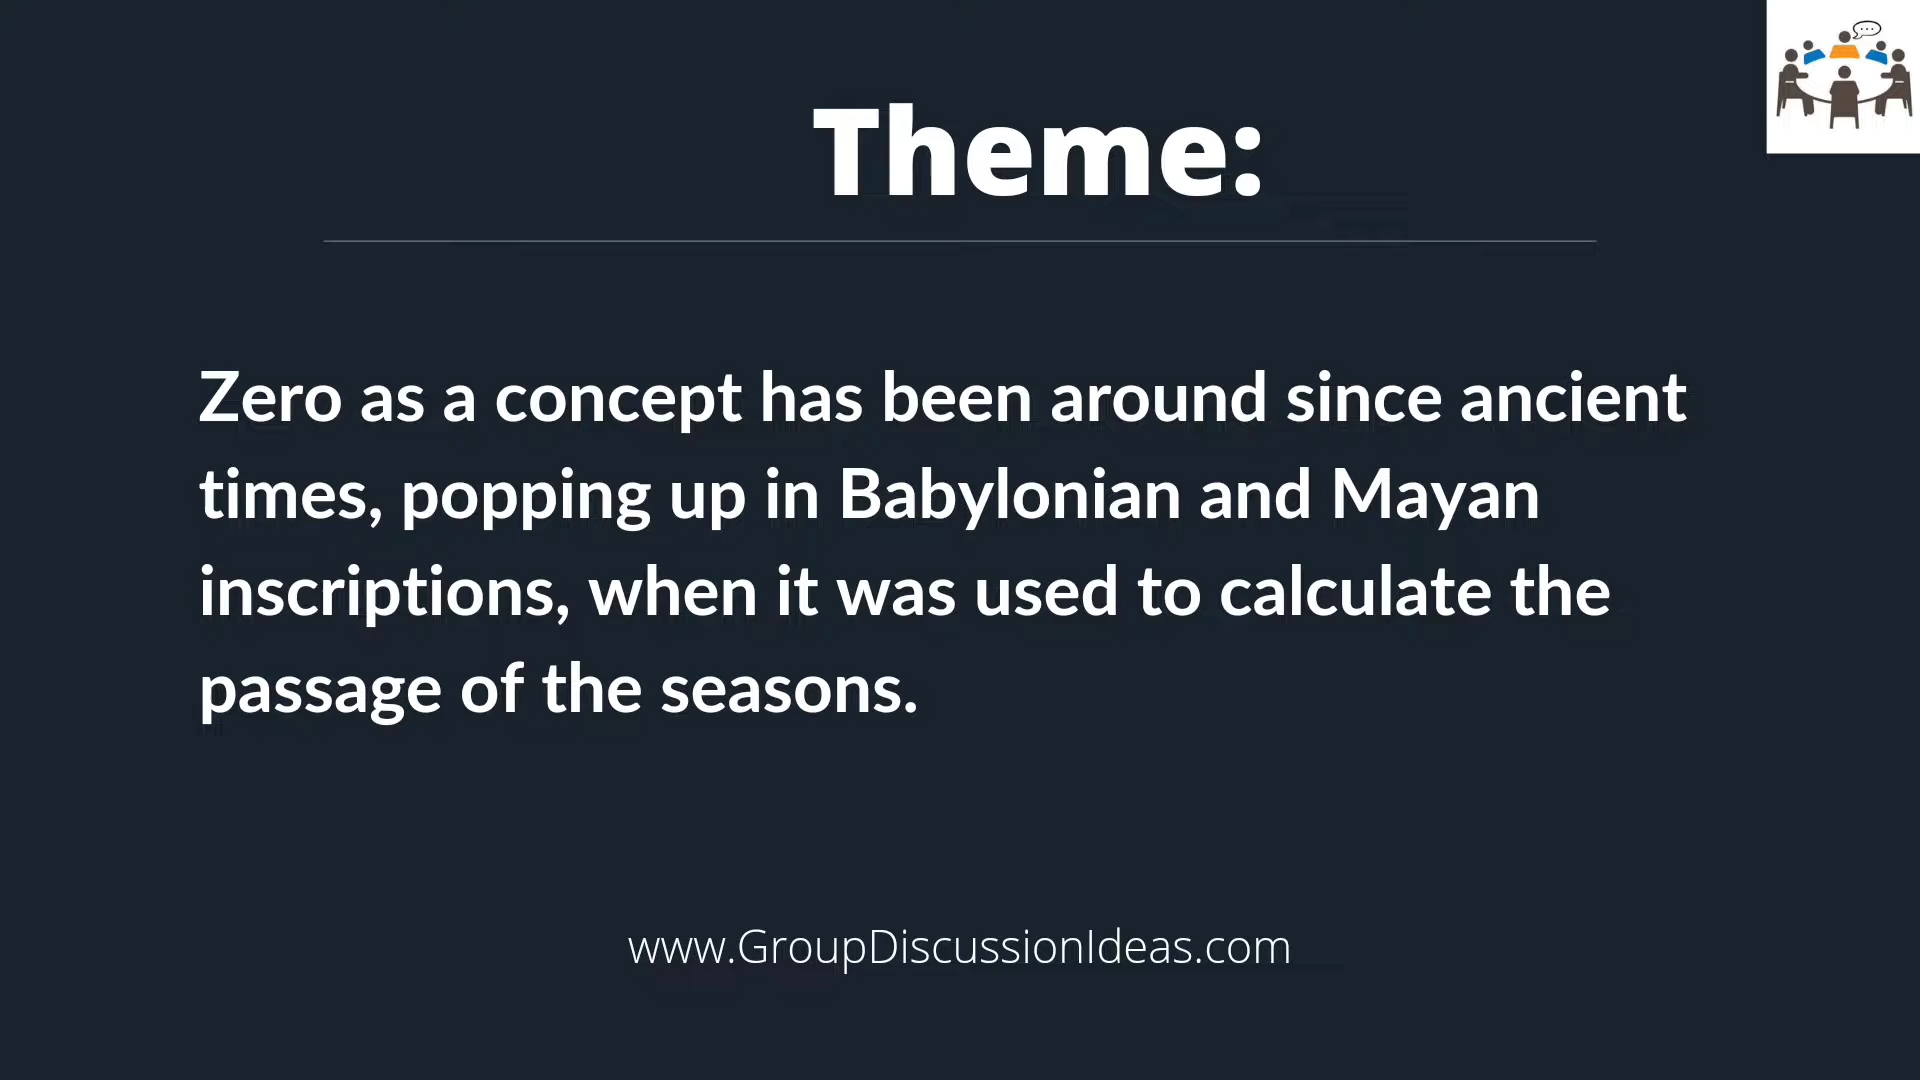 Theme:
Zero as a concept has been around since ancient
times, popping up in Babylonian and Mayan
inscriptions, when it was used to calculate the
passage of the seasons.
www.GroupDiscussionIdeas.com